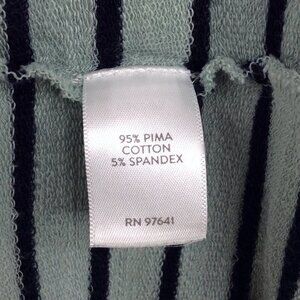 95% PIMA
COTTON
5% SPANDEX
RN 97641